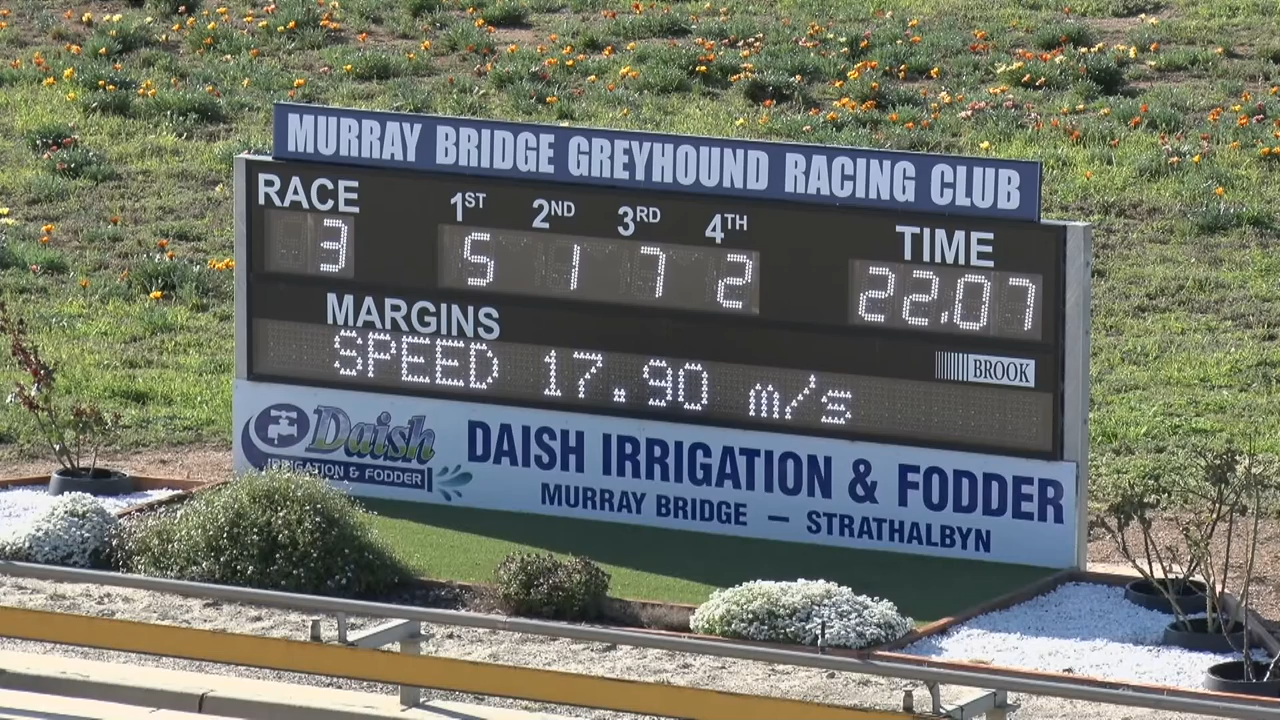 MURRAY BRIDGE GREYHOUND RACING CLUB
RACE 1ST 2ND 3RD 4TH TIME
3 5 1 7 2 22.07
MARGINS
SPEED 17.90 m/s
BROOK
Daish
IRRIGATION & FODDER
DAISH IRRIGATION & FODDER
MURRAY BRIDGE – STRATHALBYN